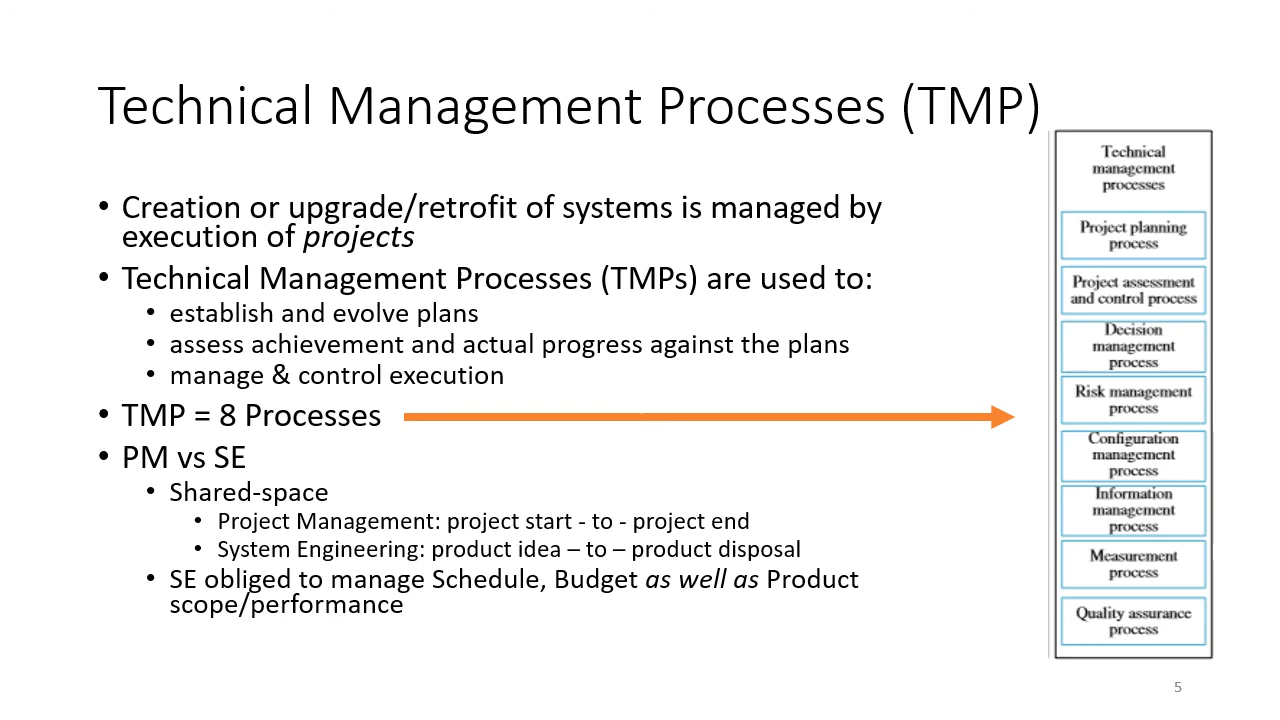 Technical Management Processes (TMP)
• Creation or upgrade/retrofit of systems is managed by
execution of projects
• Technical Management Processes (TMPs) are used to:
• establish and evolve plans
• assess achievement and actual progress against the plans
• manage & control execution
• TMP = 8 Processes
• PM vs SE
• Shared-space
• Project Management: project start - to - project end
• System Engineering: product idea – to – product disposal
• SE obliged to manage Schedule, Budget as well as Product
scope/performance
Technical
management
processes
Project planning
process
Project assessment
and control process
Decision
management
process
Risk management
process
Configuration
management
process
Information
management
process
Measurement
process
Quality assurance
process
5